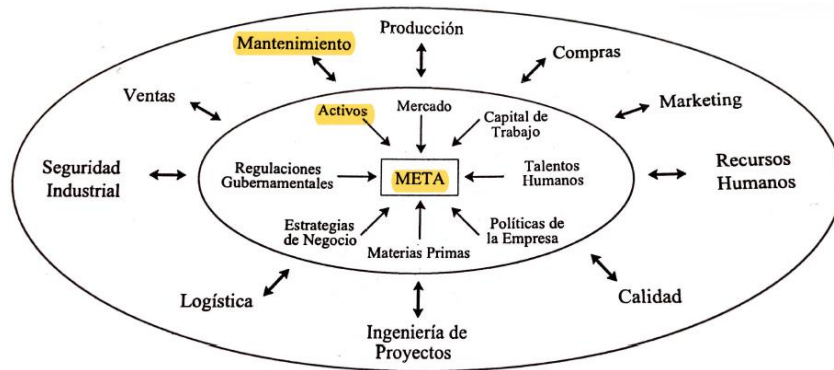 Producción
Mantenimiento
Compras
Ventas
Marketing
Activos
Mercado
Capital de
Trabajo
Seguridad
Industrial
Regulaciones
Gubernamentales
META
Talentos
Humanos
Recursos
Humanos
Estrategias
de Negocio
Materias Primas
Políticas de
la Empresa
Logística
Calidad
Ingeniería de
Proyectos